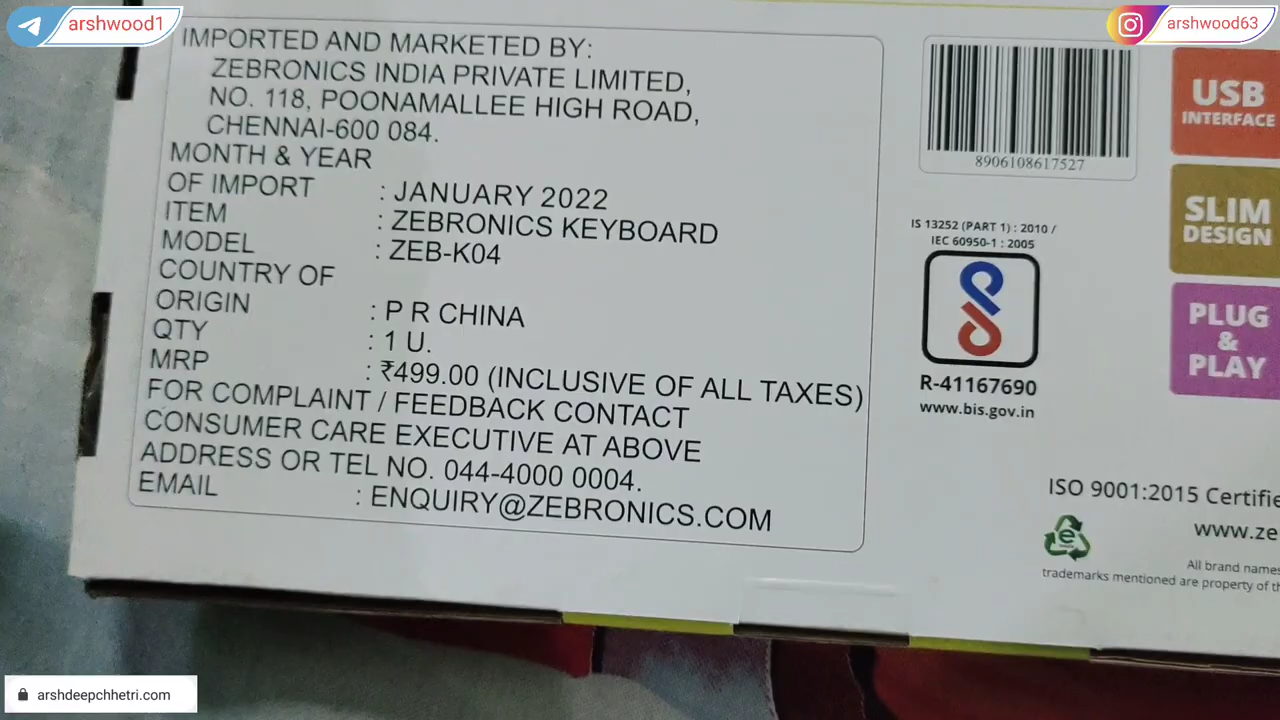 arshwood1
arshwood63
IMPORTED AND MARKETED BY:
ZEBRONICS INDIA PRIVATE LIMITED,
NO. 118, POONAMALLEE HIGH ROAD,
CHENNAI-600 084.
MONTH & YEAR
OF IMPORT : JANUARY 2022
ITEM : ZEBRONICS KEYBOARD
MODEL : ZEB-K04
COUNTRY OF
ORIGIN : P R CHINA
QTY : 1 U.
MRP : ₹499.00 (INCLUSIVE OF ALL TAXES)
FOR COMPLAINT / FEEDBACK CONTACT
CONSUMER CARE EXECUTIVE AT ABOVE
ADDRESS OR TEL NO. 044-4000 0004.
EMAIL : ENQUIRY@ZEBRONICS.COM
8906108617527
IS 13252 (PART 1) : 2010 /
IEC 60950-1 : 2005
R-41167690
www.bis.gov.in
USB
INTERFACE
SLIM
DESIGN
PLUG
&
PLAY
ISO 9001:2015 Certifie
www.ze
e
All brand names
trademarks mentioned are property of th
arshdeepchhetri.com